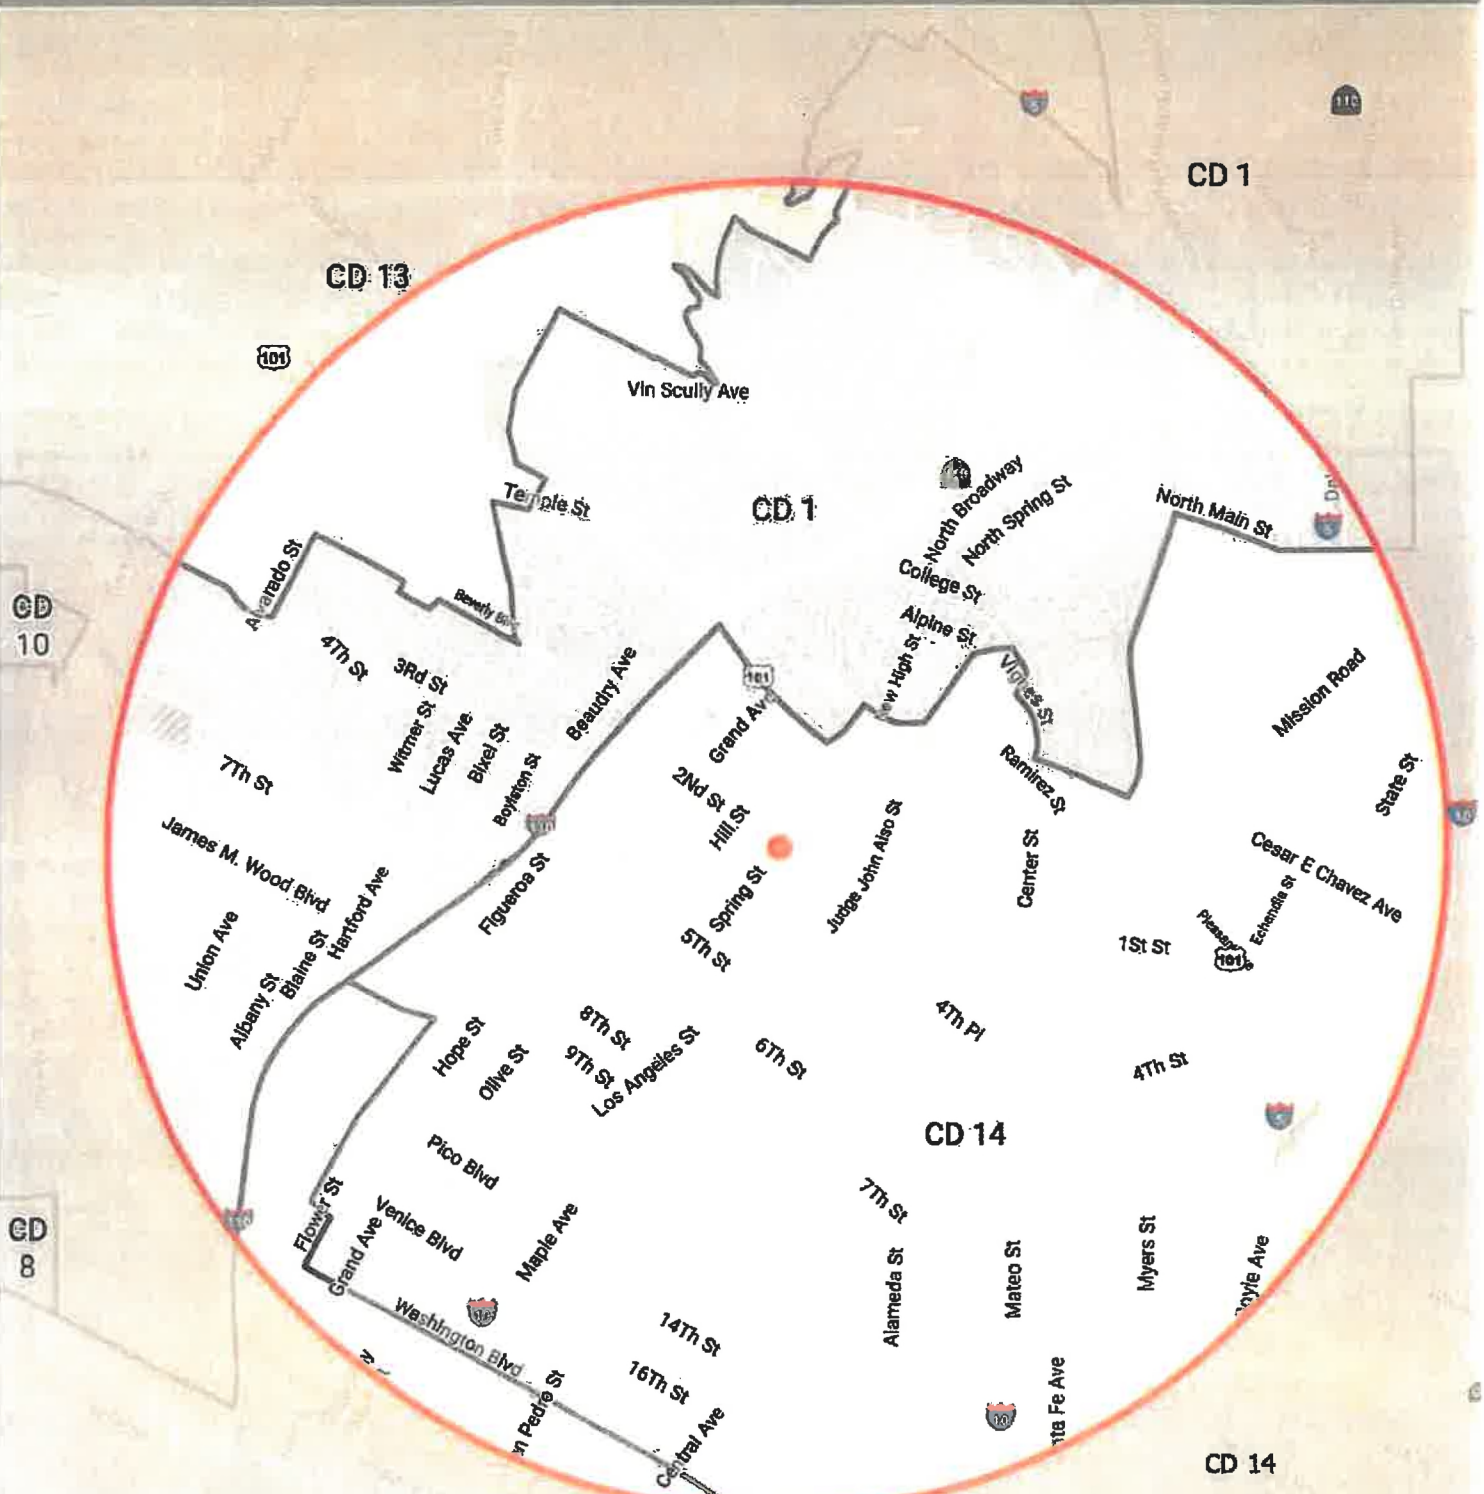 CD 1
CD 13
101
Vin Scully Ave
Temple St
CD 1
North Broadway
North Spring St
North Main St
College St
Alvarado St
Alpine St
CD
10
4Th St
3Rd St
Beaudry Ave
101
Mission Road
Witmer St
Lucas Ave
Bixel St
Boylston St
Grand Ave
7Th St
2Nd St
Hill St
Ramirez St
State St
James M. Wood Blvd
Hartford Ave
Figueroa St
Spring St
Judge John Aiso St
Center St
Cesar E Chavez Ave
Echandia St
Union Ave
Blaine St
Albany St
5Th St
1St St
101
8Th St
9Th St
Los Angeles St
Hope St
Olive St
6Th St
4Th Pl
4Th St
CD 14
Pico Blvd
CD
8
Flower St
Grand Ave
Venice Blvd
Maple Ave
7Th St
Alameda St
Mateo St
Myers St
Washington Blvd
14Th St
16Th St
Central Ave
10
CD 14